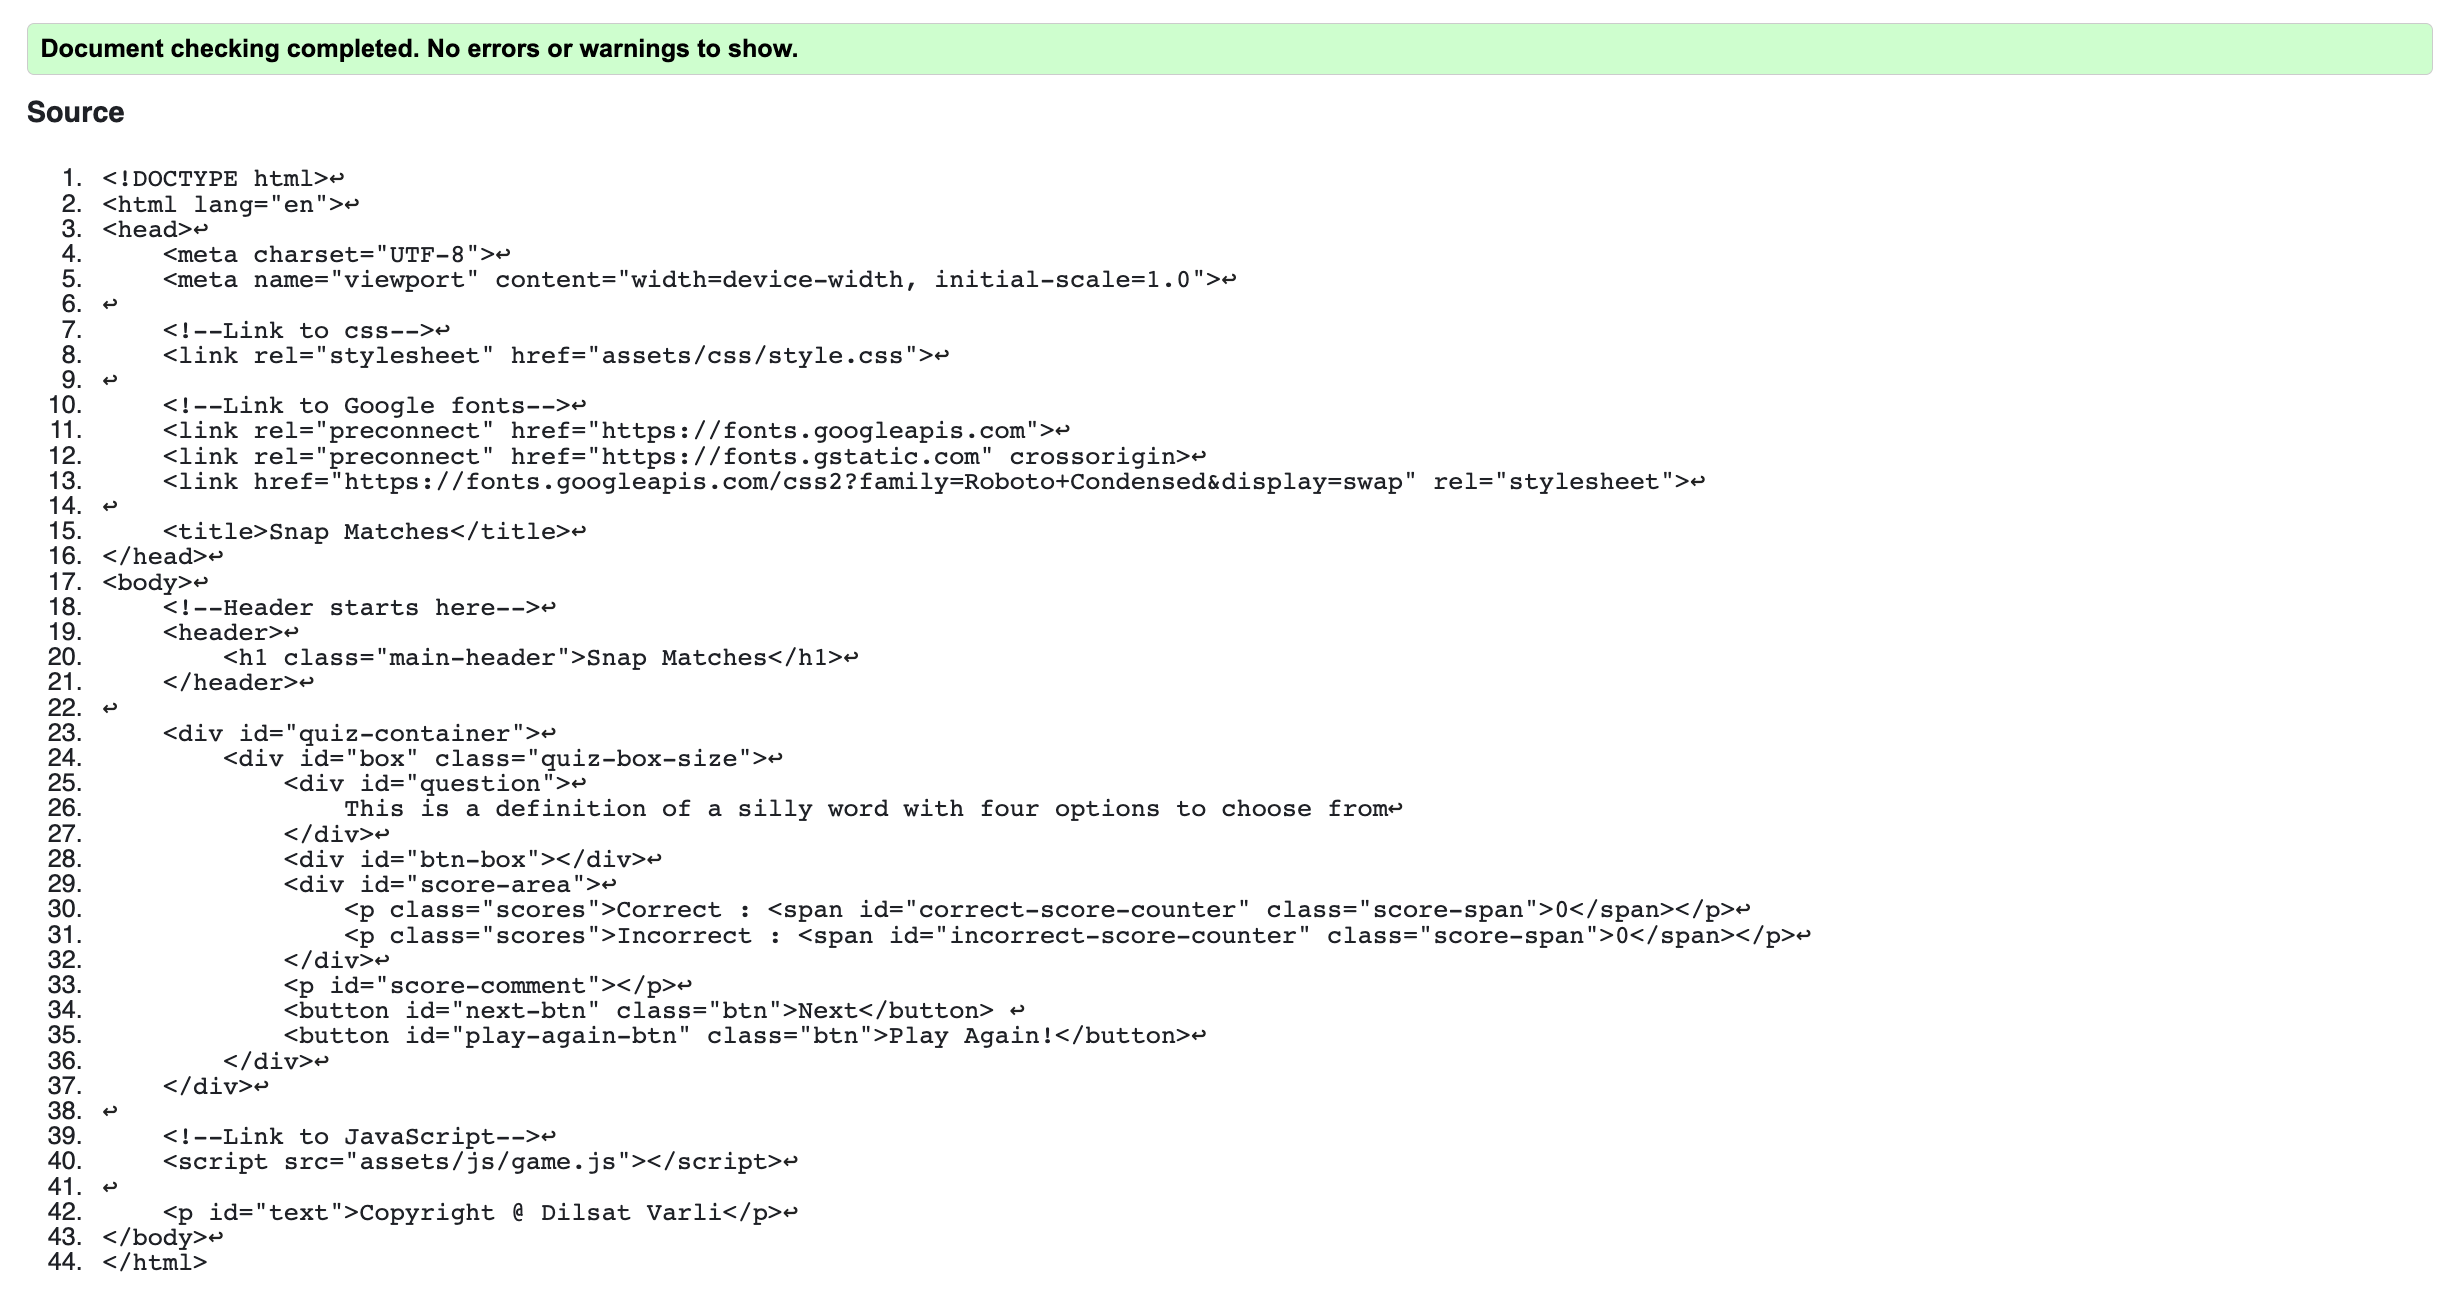 Document checking completed. No errors or warnings to show.
Source
1. <!DOCTYPE html>↩
2. <html lang="en">↩
3. <head>↩
4.     <meta charset="UTF-8">↩
5.     <meta name="viewport" content="width=device-width, initial-scale=1.0">↩
6. ↩
7.     <!--Link to css-->↩
8.     <link rel="stylesheet" href="assets/css/style.css">↩
9. ↩
10.     <!--Link to Google fonts-->↩
11.     <link rel="preconnect" href="https://fonts.googleapis.com">↩
12.     <link rel="preconnect" href="https://fonts.gstatic.com" crossorigin>↩
13.     <link href="https://fonts.googleapis.com/css2?family=Roboto+Condensed&display=swap" rel="stylesheet">↩
14. ↩
15.     <title>Snap Matches</title>↩
16. </head>↩
17. <body>↩
18.     <!--Header starts here-->↩
19.     <header>↩
20.         <h1 class="main-header">Snap Matches</h1>↩
21.     </header>↩
22. ↩
23.     <div id="quiz-container">↩
24.         <div id="box" class="quiz-box-size">↩
25.             <div id="question">↩
26.                 This is a definition of a silly word with four options to choose from↩
27.             </div>↩
28.             <div id="btn-box"></div>↩
29.             <div id="score-area">↩
30.                 <p class="scores">Correct : <span id="correct-score-counter" class="score-span">0</span></p>↩
31.                 <p class="scores">Incorrect : <span id="incorrect-score-counter" class="score-span">0</span></p>↩
32.             </div>↩
33.             <p id="score-comment"></p>↩
34.             <button id="next-btn" class="btn">Next</button> ↩
35.             <button id="play-again-btn" class="btn">Play Again!</button>↩
36.         </div>↩
37.     </div>↩
38. ↩
39.     <!--Link to JavaScript-->↩
40.     <script src="assets/js/game.js"></script>↩
41. ↩
42.     <p id="text">Copyright @ Dilsat Varli</p>↩
43. </body>↩
44. </html>